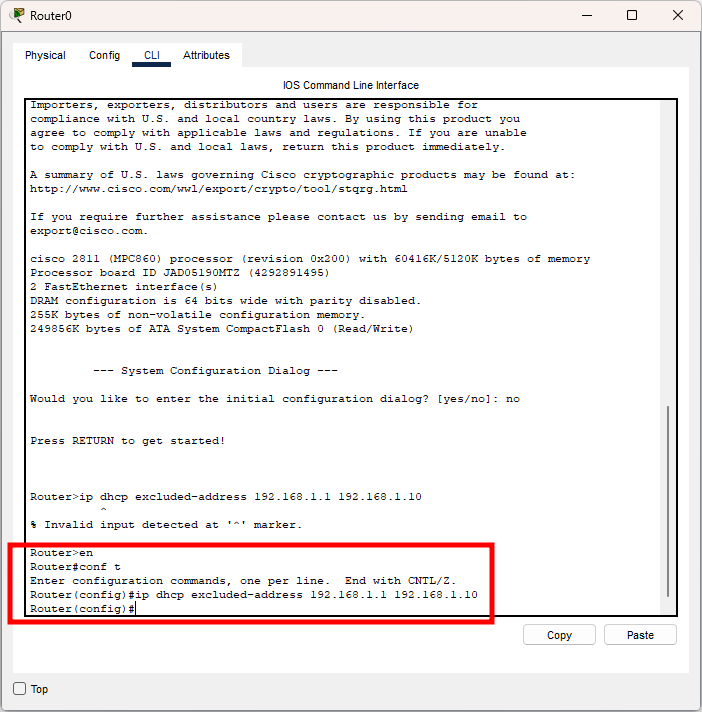 Router0
Physical Config CLI Attributes
IOS Command Line Interface
Importers, exporters, distributors and users are responsible for
compliance with U.S. and local country laws. By using this product you
agree to comply with applicable laws and regulations. If you are unable
to comply with U.S. and local laws, return this product immediately.
A summary of U.S. laws governing Cisco cryptographic products may be found at:
http://www.cisco.com/wwl/export/crypto/tool/stqrg.html
If you require further assistance please contact us by sending email to
export@cisco.com.
cisco 2811 (MPC860) processor (revision 0x200) with 60416K/5120K bytes of memory
Processor board ID JAD05190MTZ (4292891495)
2 FastEthernet interface(s)
DRAM configuration is 64 bits wide with parity disabled.
255K bytes of non-volatile configuration memory.
249856K bytes of ATA System CompactFlash 0 (Read/Write)
--- System Configuration Dialog ---
Would you like to enter the initial configuration dialog? [yes/no]: no
Press RETURN to get started!
Router>ip dhcp excluded-address 192.168.1.1 192.168.1.10
^
% Invalid input detected at '^' marker.
Router>en
Router#conf t
Enter configuration commands, one per line.  End with CNTL/Z.
Router(config)#ip dhcp excluded-address 192.168.1.1 192.168.1.10
Router(config)#
Copy Paste
Top